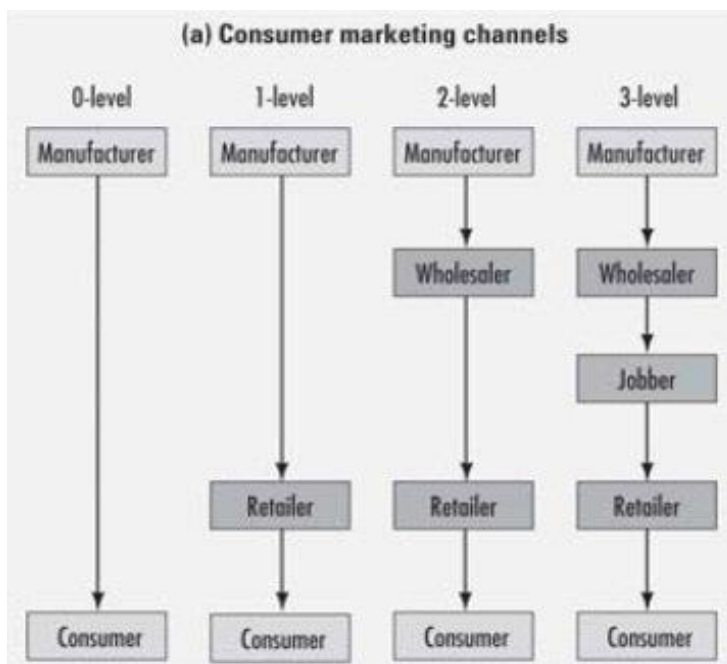 (a) Consumer marketing channels
0-level 1-level 2-level 3-level
Manufacturer Manufacturer Manufacturer Manufacturer
Wholesaler Wholesaler
Jobber
Retailer Retailer Retailer
Consumer Consumer Consumer Consumer